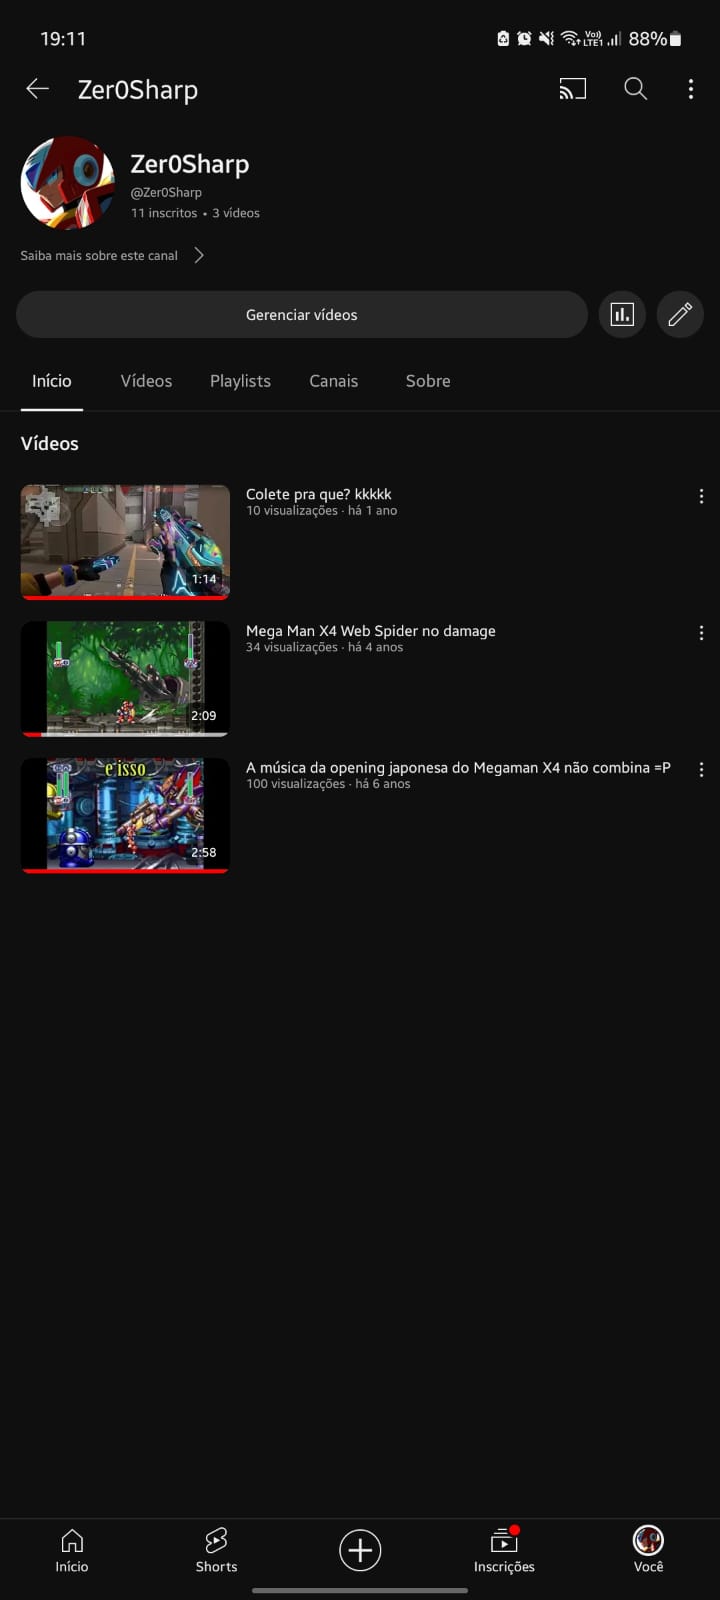 19:11
Vo))
LTE1
88%
Zer0Sharp
Zer0Sharp
@Zer0Sharp
11 inscritos • 3 vídeos
Saiba mais sobre este canal
Gerenciar vídeos
Início Vídeos Playlists Canais Sobre
Vídeos
Colete pra que? kkkkk
10 visualizações · há 1 ano
1:14
Mega Man X4 Web Spider no damage
34 visualizações · há 4 anos
2:09
e isso
A música da opening japonesa do Megaman X4 não combina =P
100 visualizações · há 6 anos
2:58
Início Shorts Inscrições Você